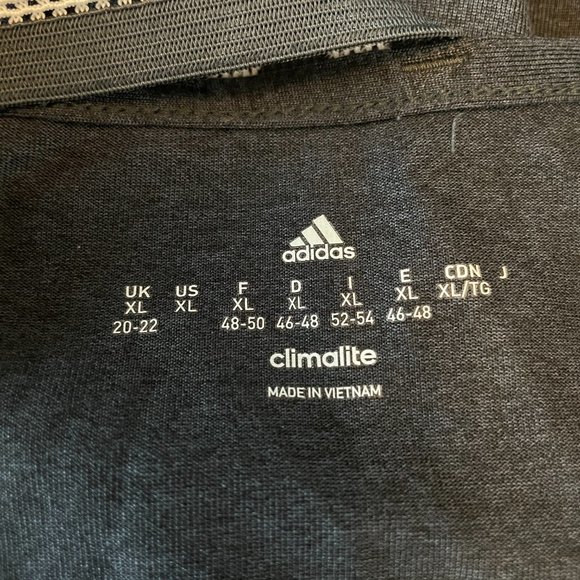 adidas
UK US F D I E CDN J
XL XL XL XL XL XL XL/TG
20-22 48-50 46-48 52-54 46-48
climalite
MADE IN VIETNAM